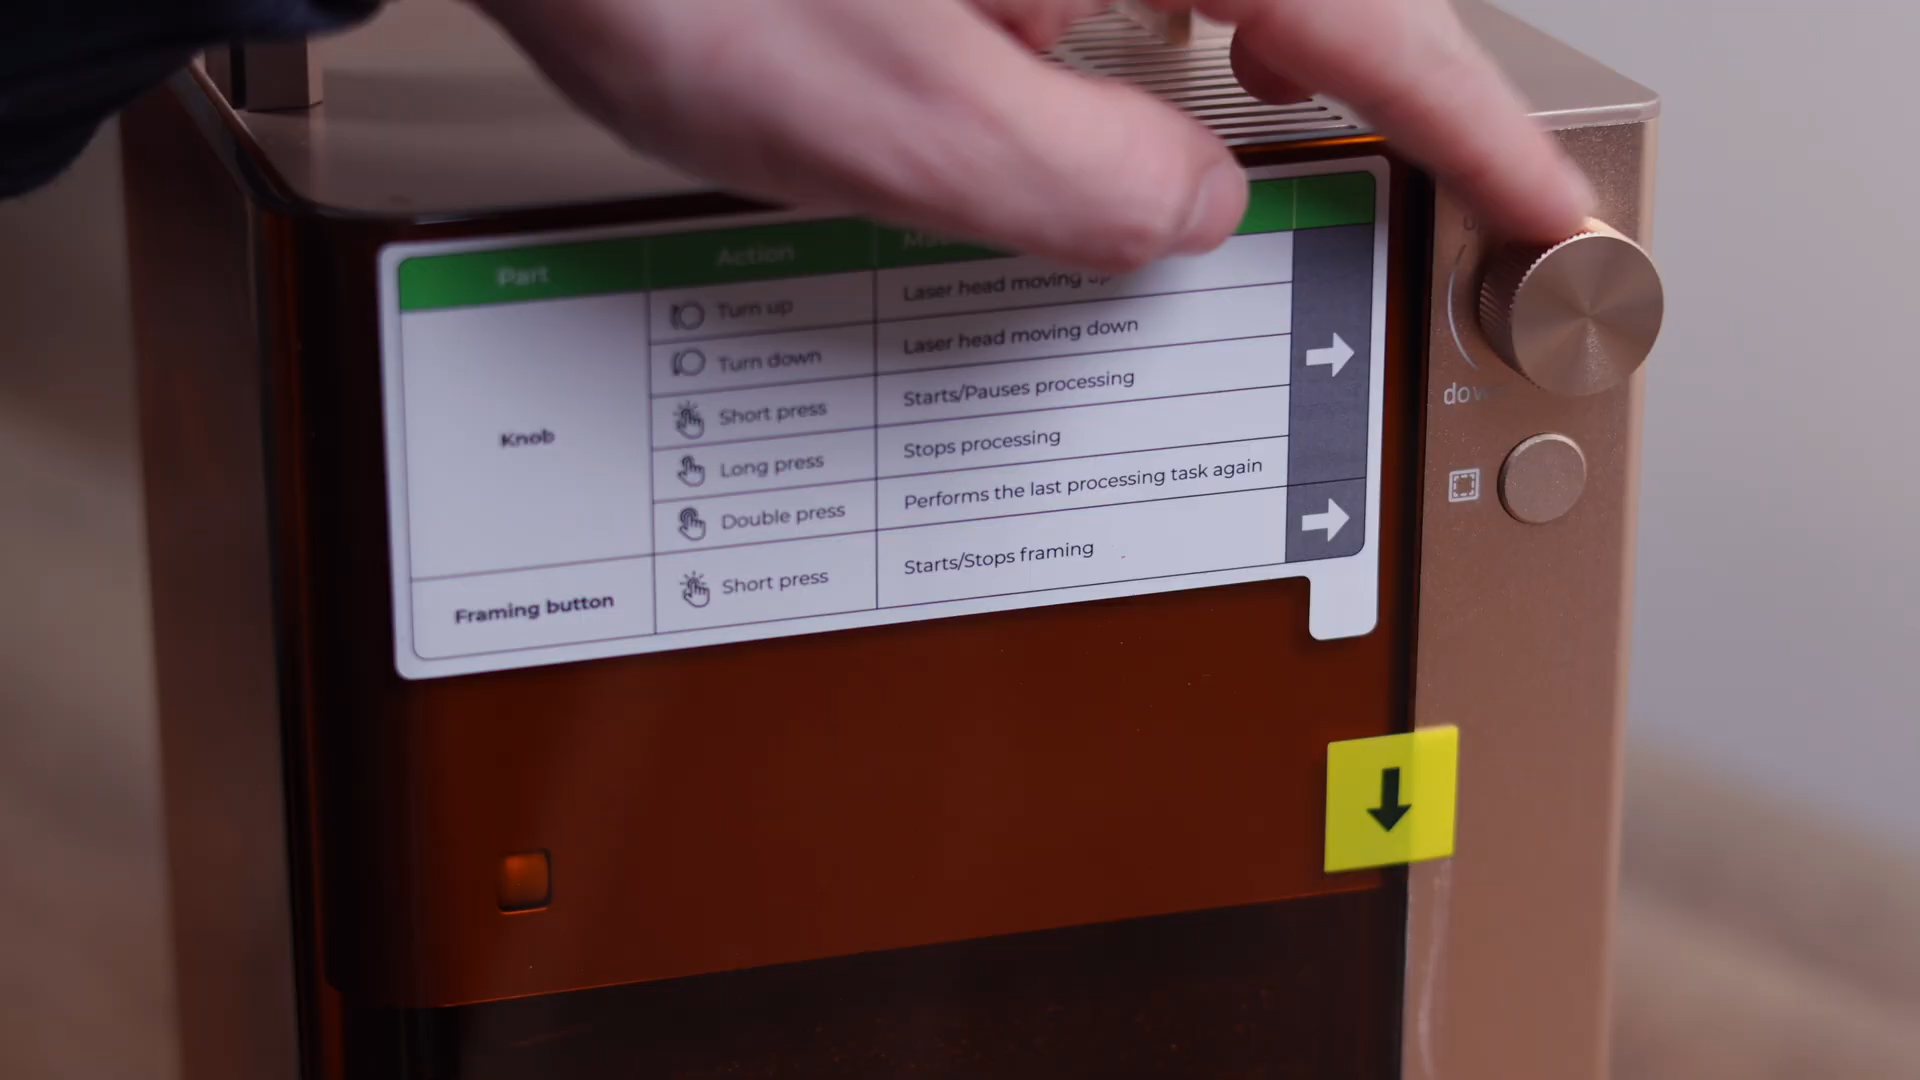 Part Action
Turn up Laser head moving up
Turn down Laser head moving down
Knob Short press Starts/Pauses processing
Long press Stops processing
Double press Performs the last processing task again
Framing button Short press Starts/Stops framing
down